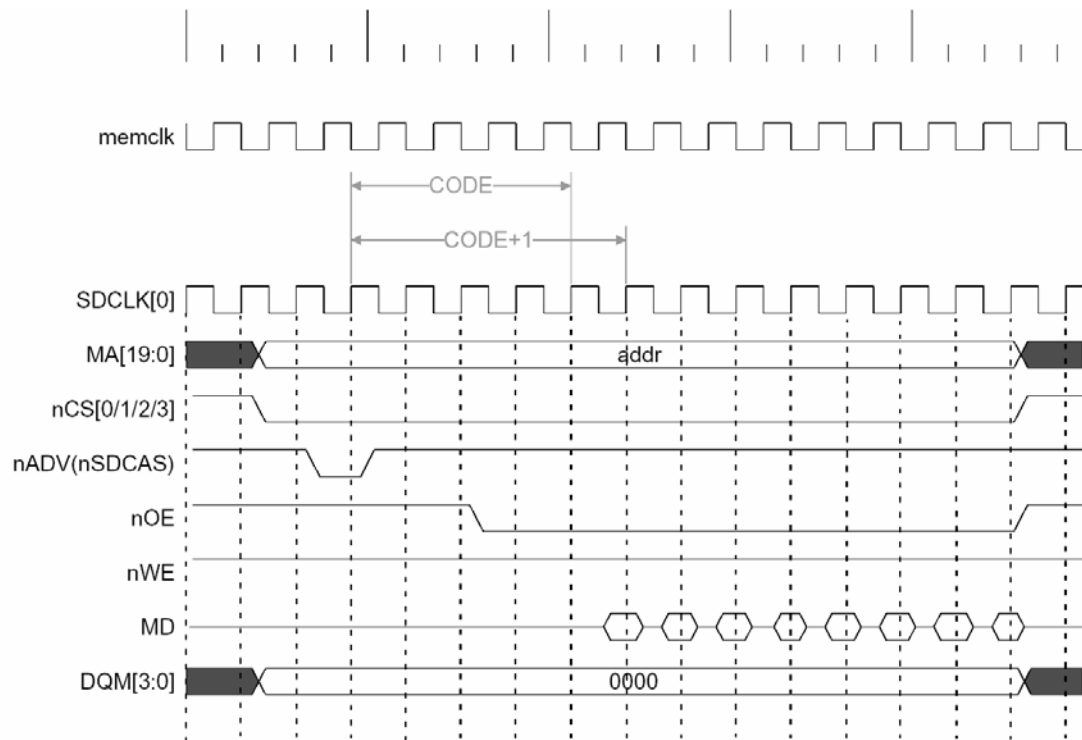 memclk
CODE
CODE+1
SDCLK[0]
MA[19:0]
addr
nCS[0/1/2/3]
nADV(nSDCAS)
nOE
nWE
MD
DQM[3:0]
0000